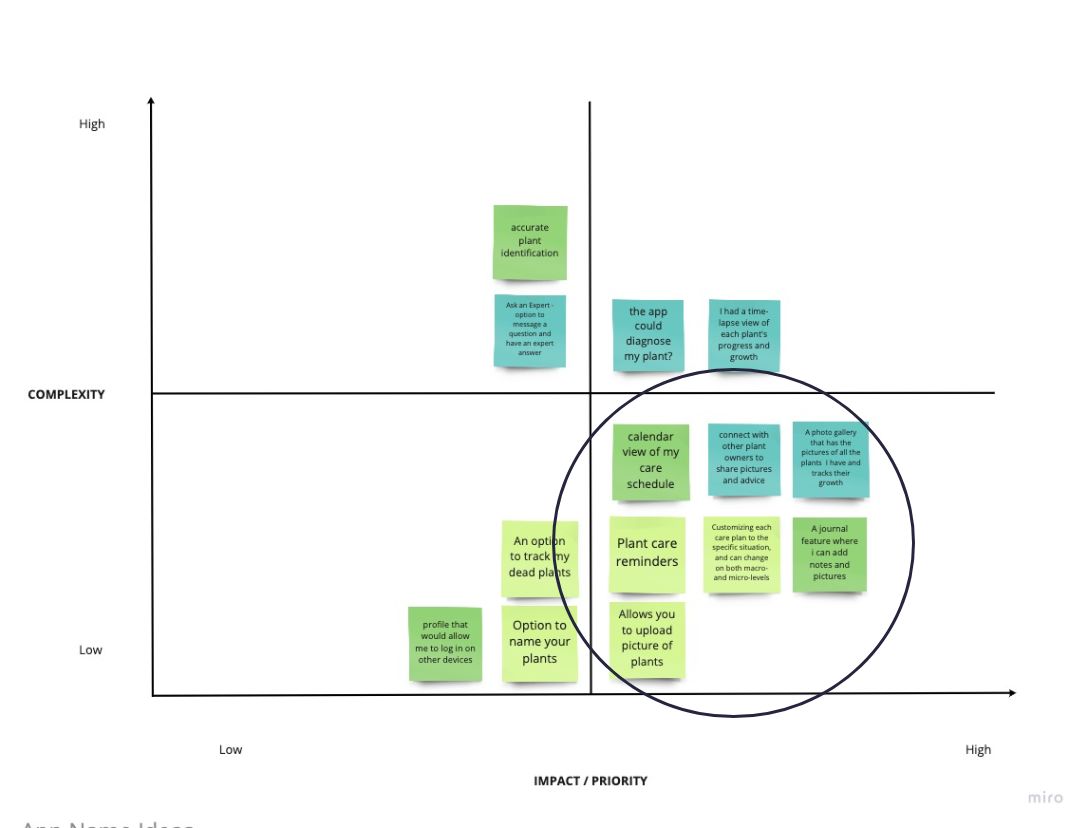 High
accurate
plant
identification
Ask an Expert -
option to
message a
question and
have an expert
answer
the app
could
diagnose
my plant?
I had a time-
lapse view of
each plant's
progress and
growth
COMPLEXITY
calendar
view of my
care
schedule
connect with
other plant
owners to
share pictures
and advice
A photo gallery
that has the
pictures of all the
plants I have and
tracks their
growth
An option
to track my
dead plants
Plant care
reminders
Customizing each
care plan to the
specific situation,
and can change
on both macro-
and micro-levels
A journal
feature where
i can add
notes and
pictures
profile that
would allow
me to log in on
other devices
Option to
name your
plants
Allows you
to upload
picture of
plants
Low
Low
High
IMPACT / PRIORITY
miro
App Name Ideas